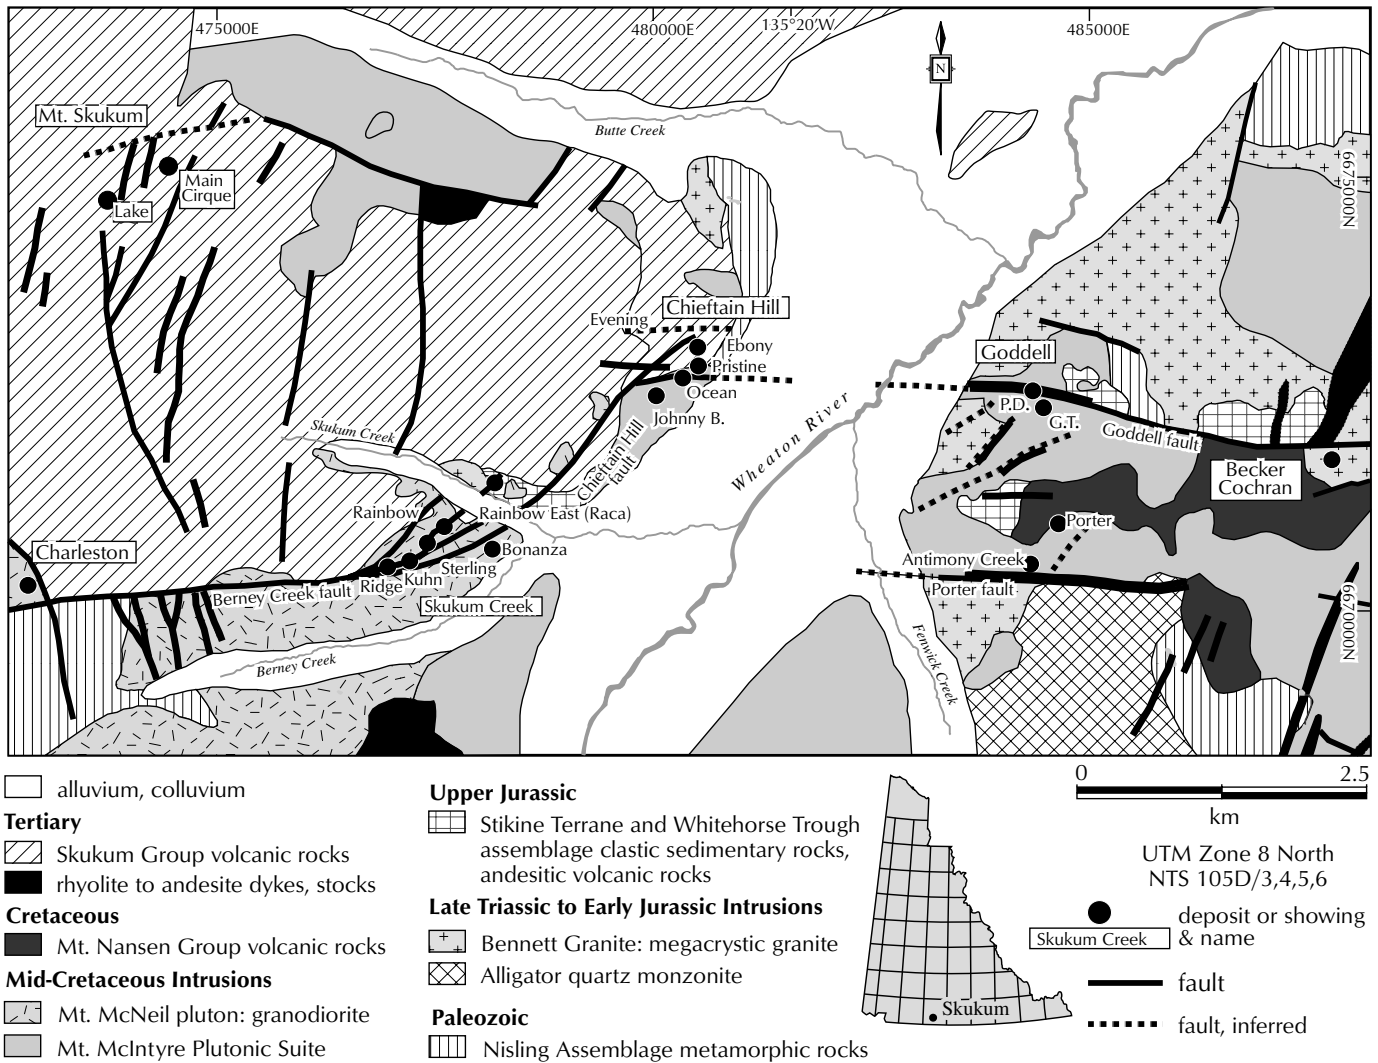 475000E
480000E
135°20'W
485000E
N
Mt. Skukum
Butte Creek
6675000N
Main
Cirque
Lake
Chieftain Hill
Evening
Ebony
Pristine
Ocean
Johnny B.
Goddell
P.D.
G.T.
Goddell fault
Skukum Creek
Chieftain Hill
fault
Wheaton River
Becker
Cochran
Rainbow
Rainbow East (Raca)
Porter
Charleston
Bonanza
Sterling
Kuhn
Ridge
Antimony Creek
Berney Creek fault
Skukum Creek
Porter fault
6670000N
Berney Creek
Fenwick Creek
alluvium, colluvium
Tertiary
Skukum Group volcanic rocks
rhyolite to andesite dykes, stocks
Cretaceous
Mt. Nansen Group volcanic rocks
Mid-Cretaceous Intrusions
Mt. McNeil pluton: granodiorite
Mt. McIntyre Plutonic Suite
Upper Jurassic
Stikine Terrane and Whitehorse Trough
assemblage clastic sedimentary rocks,
andesitic volcanic rocks
Late Triassic to Early Jurassic Intrusions
Bennett Granite: megacrystic granite
Alligator quartz monzonite
Paleozoic
Nisling Assemblage metamorphic rocks
Skukum
0 2.5
km
UTM Zone 8 North
NTS 105D/3,4,5,6
deposit or showing
Skukum Creek & name
fault
fault, inferred